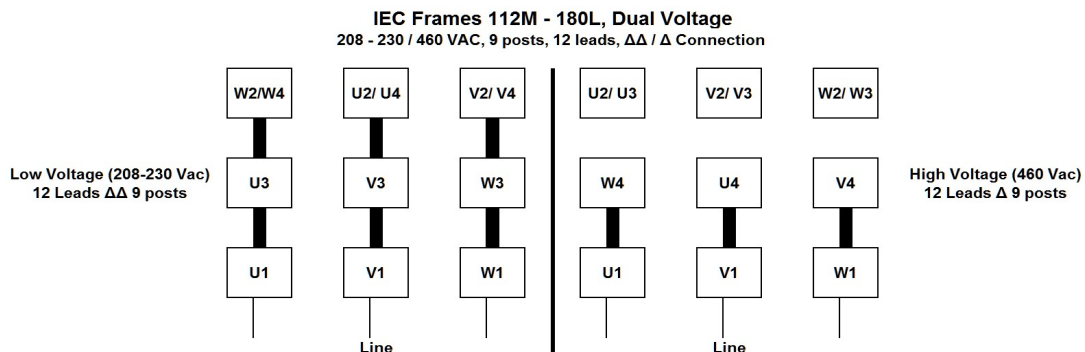 IEC Frames 112M - 180L, Dual Voltage
208 - 230 / 460 VAC, 9 posts, 12 leads, ΔΔ / Δ Connection
W2/W4 U2/ U4 V2/ V4 U2/ U3 V2/ V3 W2/ W3
Low Voltage (208-230 Vac)
12 Leads ΔΔ 9 posts
U3 V3 W3 W4 U4 V4
High Voltage (460 Vac)
12 Leads Δ 9 posts
U1 V1 W1 U1 V1 W1
Line Line